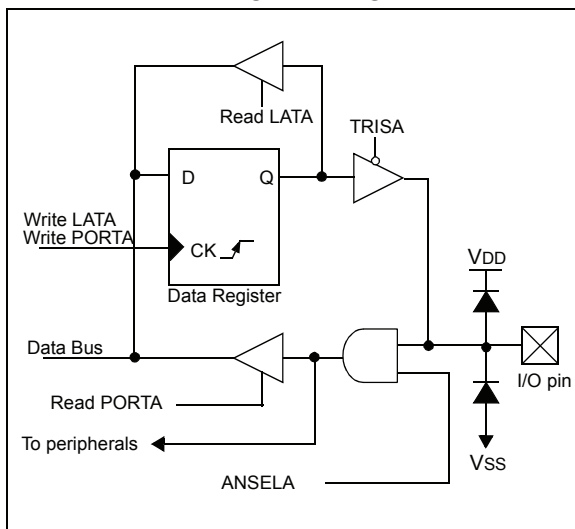 Read LATA
TRISA
D
Q
Write LATA
Write PORTA
CK
Data Register
VDD
Data Bus
I/O pin
Read PORTA
To peripherals
VSS
ANSELA